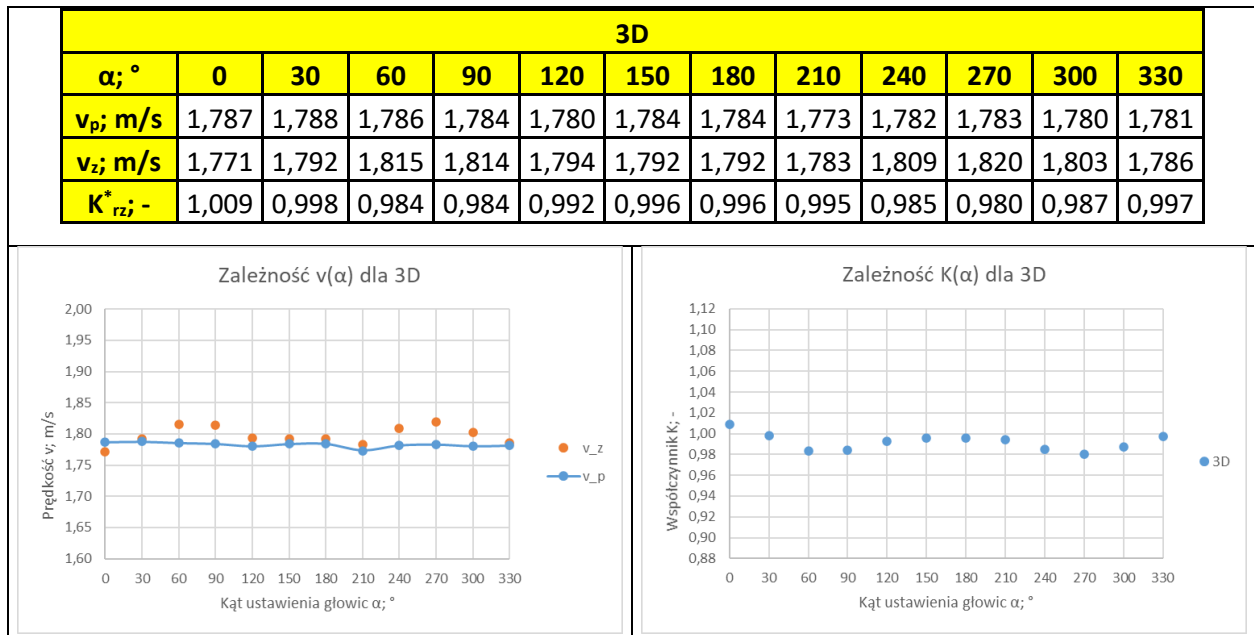 3D
α; ° 0 30 60 90 120 150 180 210 240 270 300 330
vp; m/s 1,787 1,788 1,786 1,784 1,780 1,784 1,784 1,773 1,782 1,783 1,780 1,781
vz; m/s 1,771 1,792 1,815 1,814 1,794 1,792 1,792 1,783 1,809 1,820 1,803 1,786
K*rz; - 1,009 0,998 0,984 0,984 0,992 0,996 0,996 0,995 0,985 0,980 0,987 0,997
Zależność v(α) dla 3D
Prędkość v; m/s
2,00
1,95
1,90
1,85
1,80
1,75
1,70
1,65
1,60
0 30 60 90 120 150 180 210 240 270 300 330
Kąt ustawienia głowic α; °
v_z
v_p
Zależność K(α) dla 3D
Współczynnik K; -
1,12
1,10
1,08
1,06
1,04
1,02
1,00
0,98
0,96
0,94
0,92
0,90
0,88
0 30 60 90 120 150 180 210 240 270 300 330
Kąt ustawienia głowic α; °
3D